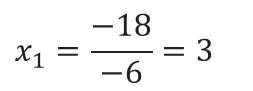 x₁ = −18 / −6 = 3